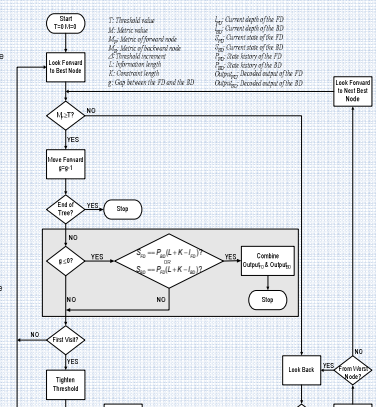 Start
T=0 M=0
T: Threshold value
M: Metric value
M_F: Metric of forward node
M_B: Metric of backward node
Δ: Threshold increment
L: Information length
K: Constraint length
g: Gap between the FD and the BD
I_FD: Current depth of the FD
I_BD: Current depth of the BD
S_FD: Current state of the FD
S_BD: Current state of the BD
P_FD: State history of the FD
P_BD: State history of the BD
Output_FD: Decoded output of the FD
Output_BD: Decoded output of the BD
Look Forward
to Best Node
Look Forward
to Next Best
Node
M_F≥T?
NO
YES
Move Forward
g=g-1
End of
Tree?
YES
Stop
NO
g ≤0?
YES
S_FD == P_BD(L + K - I_FD)?
OR
S_BD == P_FD(L + K - I_BD)?
YES
Combine
Output_FD & Output_BD
NO
NO
Stop
NO
First Visit?
YES
Tighten
Threshold
Look Back
YES
From Worst
Node?
NO